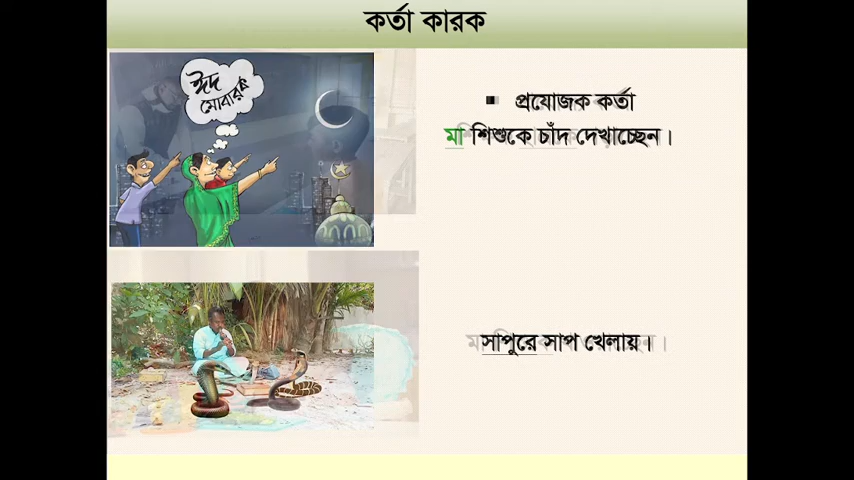 কর্তা কারক
ঈদ
মোবারক
প্রযোজক কর্তা
মা শিশুকে চাঁদ দেখাচ্ছেন।
সাপুরে সাপ খেলায়।